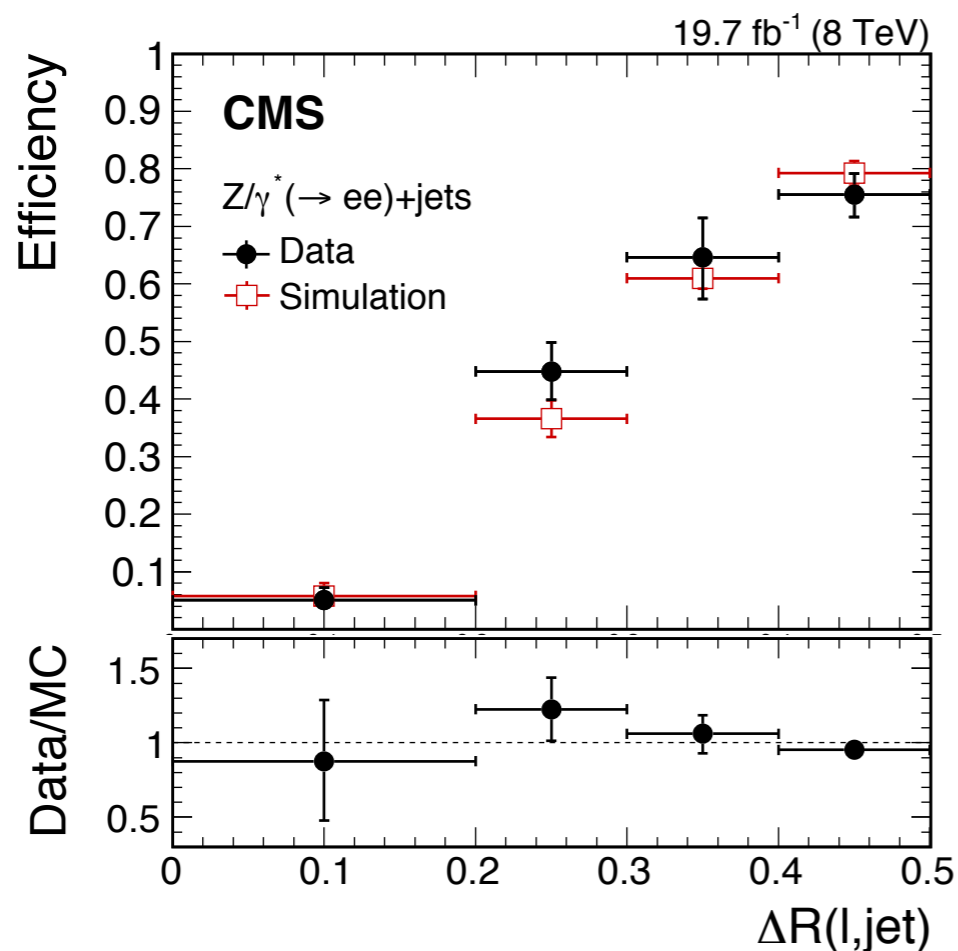 19.7 fb⁻¹ (8 TeV)
Efficiency
1
0.9
0.8
0.7
0.6
0.5
0.4
0.3
0.2
0.1
CMS
Z/γ*(→ ee)+jets
Data
Simulation
Data/MC
1.5
1
0.5
0 0.1 0.2 0.3 0.4 0.5
ΔR(l,jet)